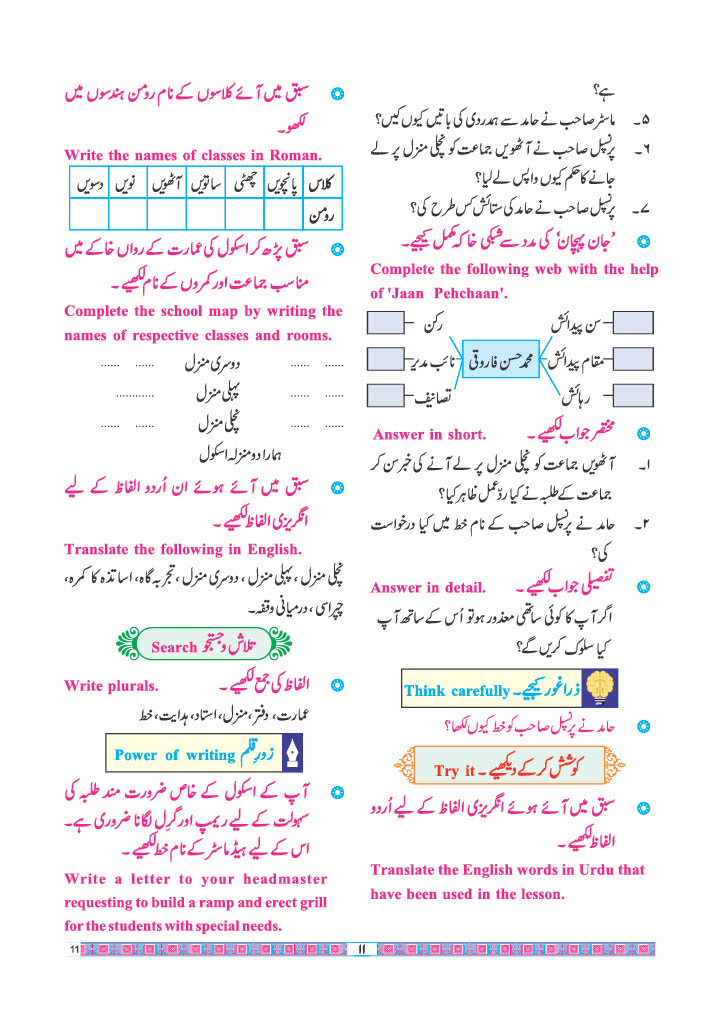 ہے؟
۵۔ ماسٹر صاحب نے حامد سے ہمدردی کی باتیں کیوں کیں؟
۶۔ پرنسپل صاحب نے آٹھویں جماعت کو نچلی منزل پر لے
جانے کا حکم کیوں واپس لے لیا؟
۷۔ پرنسپل صاحب نے حامد کی ستائش کس طرح کی؟
’جان پہچان‘ کی مدد سے شبکی خاکہ مکمل کیجیے۔
Complete the following web with the help
of 'Jaan Pehchaan'.
سن پیدائش
رکن
مقام پیدائش
محمد حسن فاروقی
نائب مدیر
رہائش
تصانیف
مختصر جواب لکھیے۔ Answer in short.
۱۔ آٹھویں جماعت کو نچلی منزل پر لے آنے کی خبر سن کر
جماعت کے طلبہ نے کیا ردِّعمل ظاہر کیا؟
۲۔ حامد نے پرنسپل صاحب کے نام خط میں کیا درخواست
کی؟
تفصیلی جواب لکھیے۔ Answer in detail.
اگر آپ کا کوئی ساتھی معذور ہو تو اُس کے ساتھ آپ
کیا سلوک کریں گے؟
ذرا غور کیجیے۔ Think carefully
حامد نے پرنسپل صاحب کو خط کیوں لکھا؟
کوشش کرکے دیکھیے۔ Try it
سبق میں آئے ہوئے انگریزی الفاظ کے لیے اُردو
الفاظ لکھیے۔
Translate the English words in Urdu that
have been used in the lesson.
سبق میں آئے کلاسوں کے نام رومن ہندسوں میں
لکھو۔
Write the names of classes in Roman.
کلاس پانچویں چھٹی ساتویں آٹھویں نویں دسویں
رومن
سبق پڑھ کر اسکول کی عمارت کے رواں خاکے میں
مناسب جماعت اور کمروں کے نام لکھیے۔
Complete the school map by writing the
names of respective classes and rooms.
...... ...... دوسری منزل ...... ......
...... ...... پہلی منزل ............
...... ...... نچلی منزل ...... ......
ہمارا دو منزلہ اسکول
سبق میں آئے ہوئے ان اُردو الفاظ کے لیے
انگریزی الفاظ لکھیے۔
Translate the following in English.
نچلی منزل، پہلی منزل، دوسری منزل، تجربہ گاہ، اساتذہ کا کمرہ،
چپراسی، درمیانی وقفہ۔
تلاش و جستجو Search
الفاظ کی جمع لکھیے۔ Write plurals.
عمارت، دفتر، منزل، استاد، ہدایت، خط
زورِ قلم Power of writing
آپ کے اسکول کے خاص ضرورت مند طلبہ کی
سہولت کے لیے ریمپ اور گرِل لگانا ضروری ہے۔
اس کے لیے ہیڈ ماسٹر کے نام خط لکھیے۔
Write a letter to your headmaster
requesting to build a ramp and erect grill
for the students with special needs.
11
۱۱